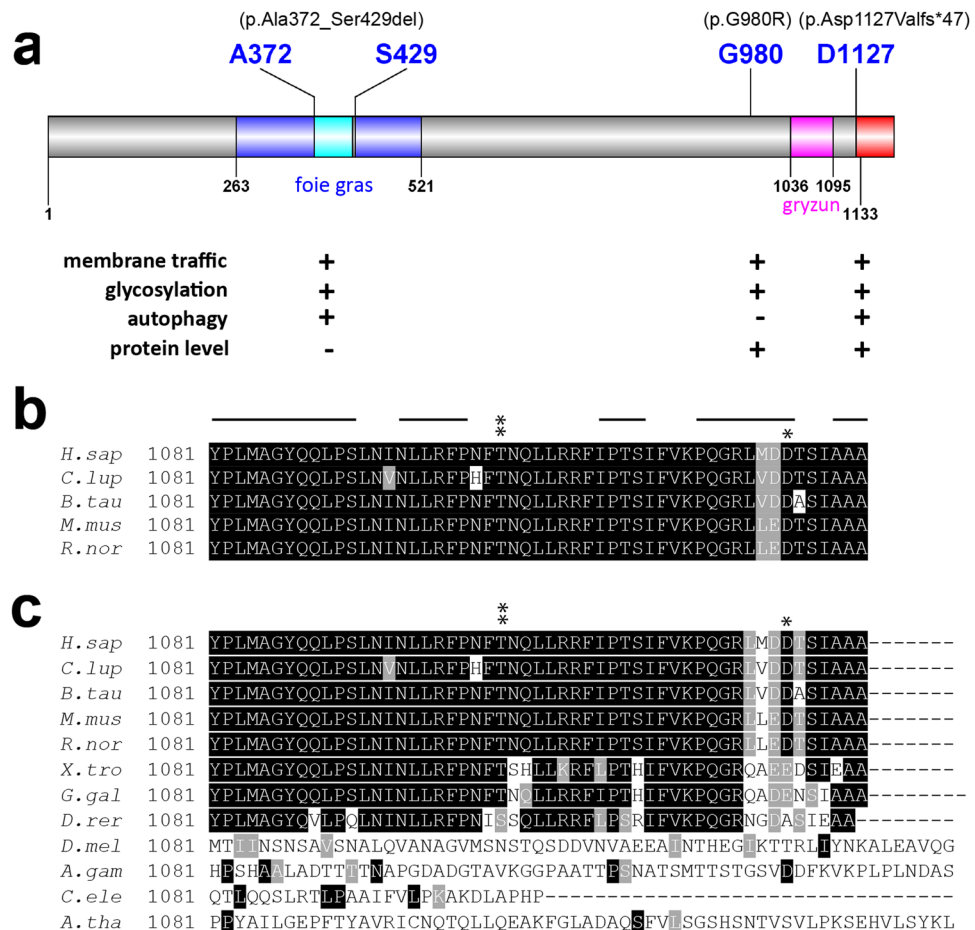 (p.Ala372_Ser429del) (p.G980R) (p.Asp1127Valfs*47)
a A372 S429 G980 D1127
263 foie gras 521 1036 1095
1 gryzun 1133
membrane traffic + + +
glycosylation + + +
autophagy + - +
protein level - + +
b
* * *
H.sap 1081 YPLMAGYQQLPSLNINLLRFPNFTNQLLRRFIPTSIFVKPQGRLMDDTSIAAA
C.lup 1081 YPLMAGYQQLPSLNVNLLRFPHFTNQLLRRFIPTSIFVKPQGRLVDDTSIAAA
B.tau 1081 YPLMAGYQQLPSLNINLLRFPNFTNQLLRRFIPTSIFVKPQGRLVDDASIAAA
M.mus 1081 YPLMAGYQQLPSLNINLLRFPNFTNQLLRRFIPTSIFVKPQGRLLEDTSIAAA
R.nor 1081 YPLMAGYQQLPSLNINLLRFPNFTNQLLRRFIPTSIFVKPQGRLLEDTSIAAA
c
* * *
H.sap 1081 YPLMAGYQQLPSLNINLLRFPNFTNQLLRRFIPTSIFVKPQGRLMDDTSIAAA-------
C.lup 1081 YPLMAGYQQLPSLNVNLLRFPHFTNQLLRRFIPTSIFVKPQGRLVDDTSIAAA-------
B.tau 1081 YPLMAGYQQLPSLNINLLRFPNFTNQLLRRFIPTSIFVKPQGRLVDDASIAAA-------
M.mus 1081 YPLMAGYQQLPSLNINLLRFPNFTNQLLRRFIPTSIFVKPQGRLLEDTSIAAA-------
R.nor 1081 YPLMAGYQQLPSLNINLLRFPNFTNQLLRRFIPTSIFVKPQGRLLEDTSIAAA-------
X.tro 1081 YPLMAGYQQLPSLNINLLRFPNFTSHLLKRFLPTHIFVKPQGRQAEEDSIEAA-------
G.gal 1081 YPLMAGYQQLPSLNINLLRFPNFTNQLLRRFIPTHIFVKPQGRQADENSIAAA--------
D.rer 1081 YPLMAGYQVLPQLNINLLRFPNISSQLLRRFLPSRIFVKPQGRNGDASIEAA--------
D.mel 1081 MTIINSNSAVSNALQVANAGVMSNSTQSDDVNVAEEAINTHEGIKTTRLIYNKALEAVQG
A.gam 1081 HPSHAALADTTTTNAPGDADGTAVKGGPAATTPSNATSMTTSTGSVDDFKVKPLPLNDAS
C.ele 1081 QTLQQSLRTLPAAIFVLPKAKDLAPHP---------------------------------
A.tha 1081 PPYAILGEPFTYAVRICNQTQLLQEAKFGLADAQSFVLSGSHSNTVSVLPKSEHVLSYKL